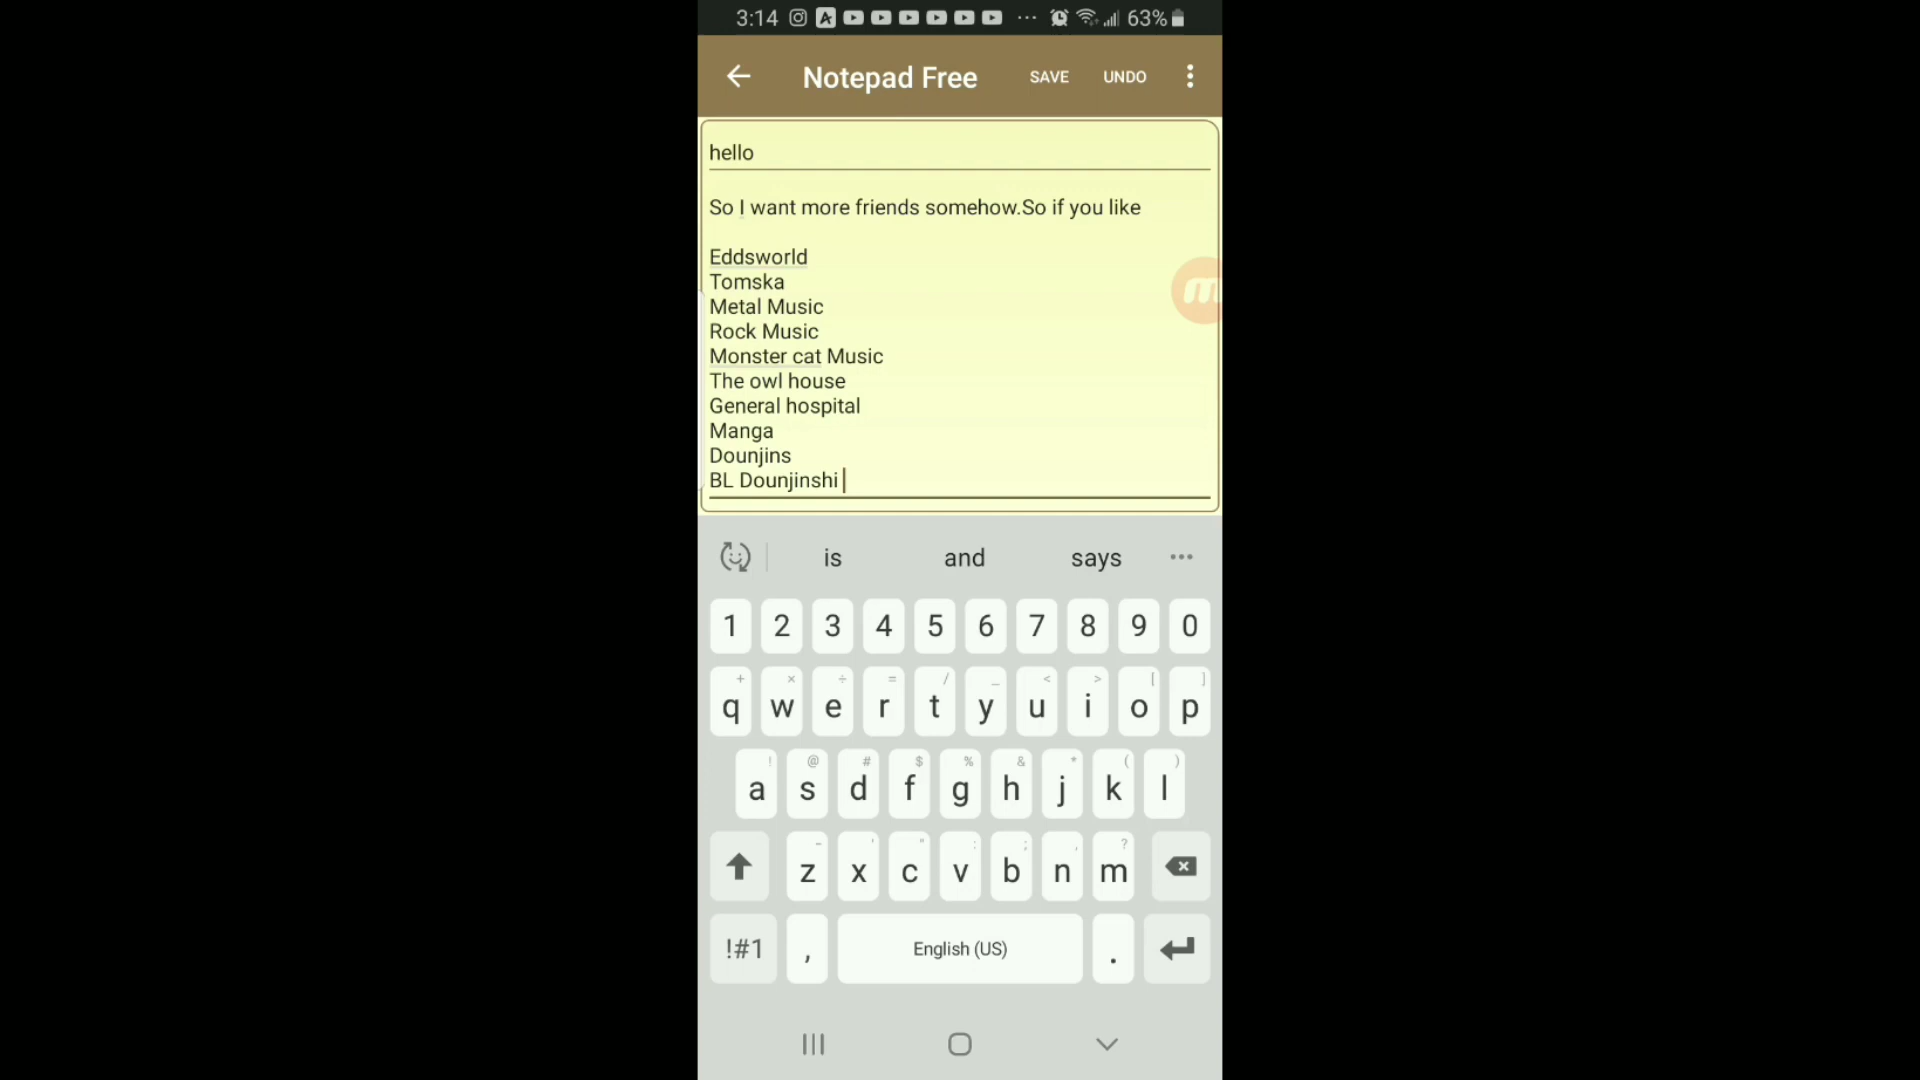 3:14 63%
Notepad Free SAVE UNDO
hello
So I want more friends somehow.So if you like
Eddsworld
Tomska
Metal Music
Rock Music
Monster cat Music
The owl house
General hospital
Manga
Dounjins
BL Dounjinshi
is and says ...
1 2 3 4 5 6 7 8 9 0
+ × ÷ = / _ < > [ ]
q w e r t y u i o p
! @ # $ % & * ( )
a s d f g h j k l
- ' " : ; , ?
z x c v b n m
!#1 , English (US) .